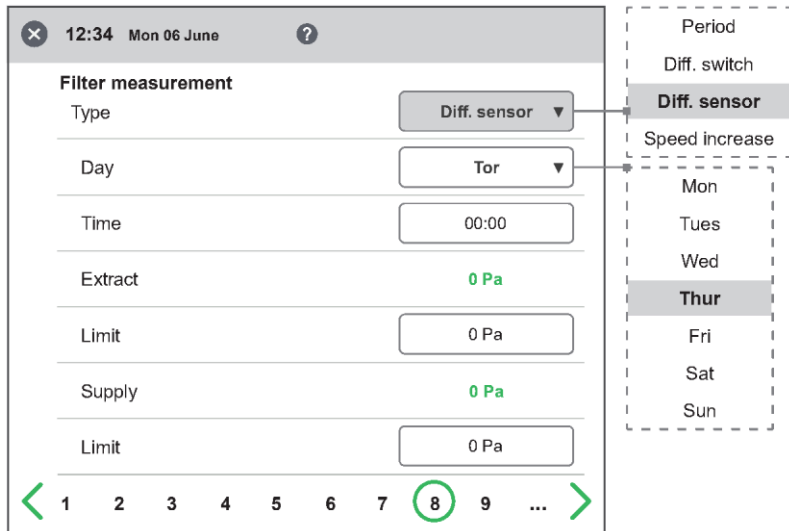 12:34 Mon 06 June ?
Filter measurement
Type Diff. sensor ▼
Day Tor ▼
Time 00:00
Extract 0 Pa
Limit 0 Pa
Supply 0 Pa
Limit 0 Pa
1 2 3 4 5 6 7 8 9 ...
Period
Diff. switch
Diff. sensor
Speed increase
Mon
Tues
Wed
Thur
Fri
Sat
Sun